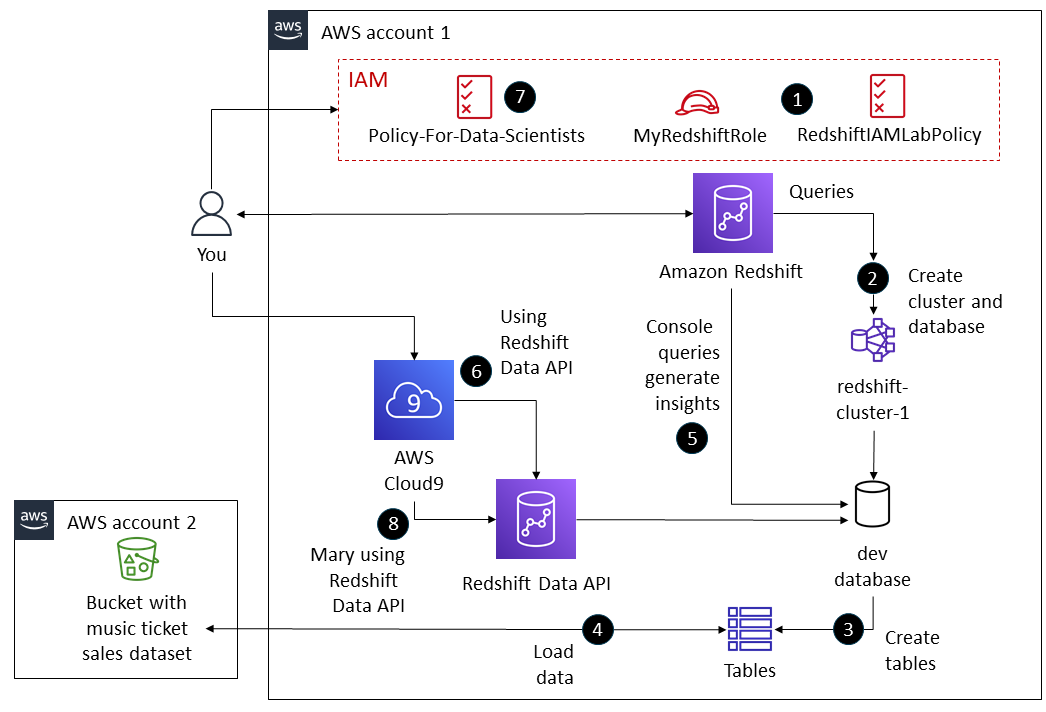 aws
AWS account 1
IAM
7
1
Policy-For-Data-Scientists
MyRedshiftRole
RedshiftIAMLabPolicy
You
Queries
Amazon Redshift
2
Create
cluster and
database
redshift-
cluster-1
Using
Redshift
Data API
6
Console
queries
generate
insights
5
9
AWS
Cloud9
8
Mary using
Redshift
Data API
Redshift Data API
dev
database
aws
AWS account 2
Bucket with
music ticket
sales dataset
4
Load
data
Tables
3
Create
tables